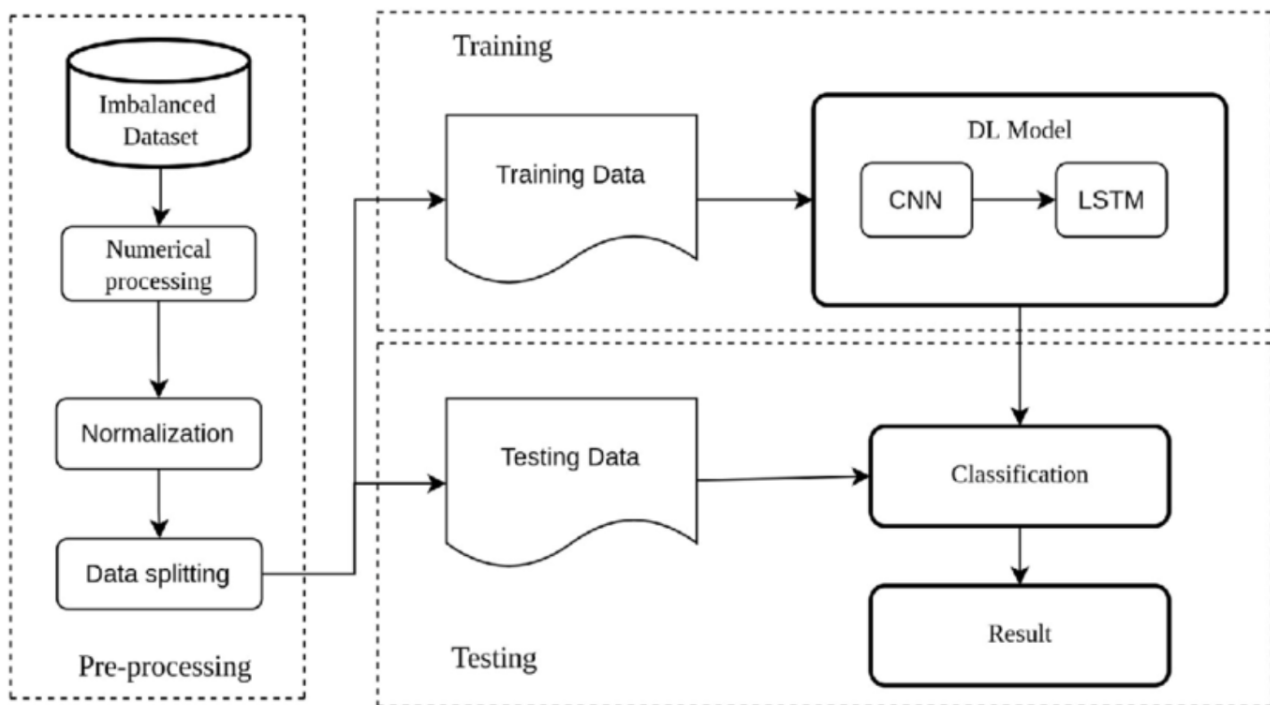 Imbalanced
Dataset
Numerical
processing
Normalization
Data splitting
Pre-processing
Training
Training Data
DL Model
CNN
LSTM
Testing Data
Classification
Result
Testing